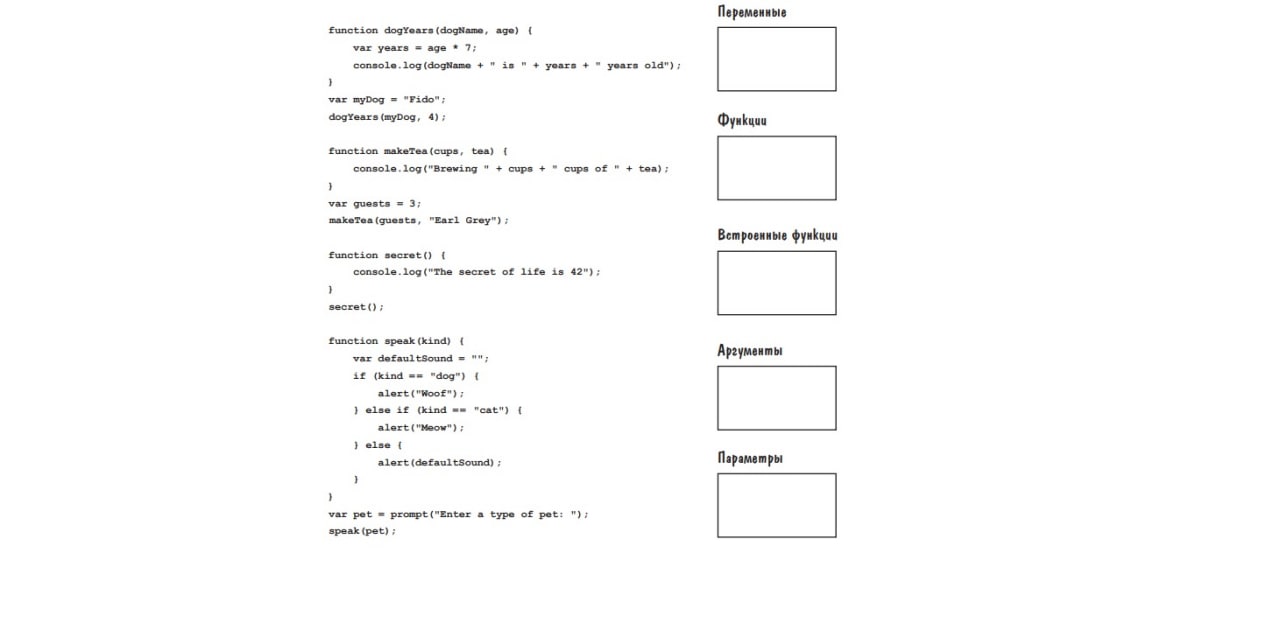 function dogYears(dogName, age) {
    var years = age * 7;
    console.log(dogName + " is " + years + " years old");
}
var myDog = "Fido";
dogYears(myDog, 4);

function makeTea(cups, tea) {
    console.log("Brewing " + cups + " cups of " + tea);
}
var guests = 3;
makeTea(guests, "Earl Grey");

function secret() {
    console.log("The secret of life is 42");
}
secret();

function speak(kind) {
    var defaultSound = "";
    if (kind == "dog") {
        alert("Woof");
    } else if (kind == "cat") {
        alert("Meow");
    } else {
        alert(defaultSound);
    }
}
var pet = prompt("Enter a type of pet: ");
speak(pet);

Переменные
Функции
Встроенные функции
Аргументы
Параметры